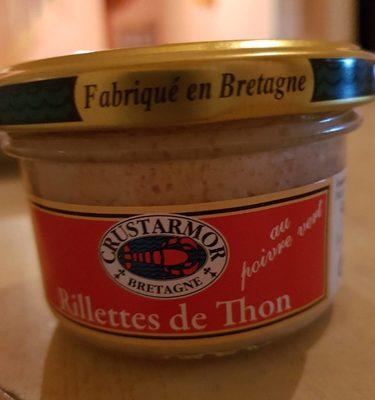 Fabriqué en Bretagne
CRUSTARMOR
BRETAGNE
au
poivre vert
Rillettes de Thon